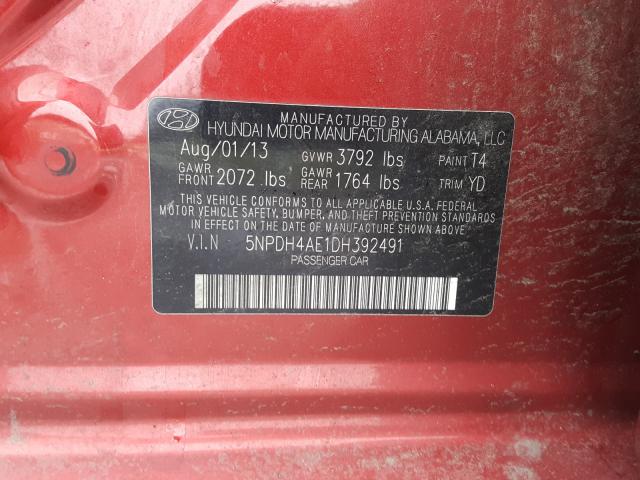 MANUFACTURED BY
HYUNDAI MOTOR MANUFACTURING ALABAMA, LLC
Aug/01/13 GVWR 3792 lbs PAINT T4
GAWR FRONT 2072 lbs GAWR REAR 1764 lbs TRIM YD
THIS VEHICLE CONFORMS TO ALL APPLICABLE U.S.A. FEDERAL
MOTOR VEHICLE SAFETY, BUMPER, AND THEFT PREVENTION STANDARDS
IN EFFECT ON THE DATE OF MANUFACTURE SHOWN ABOVE.
V.I.N 5NPDH4AE1DH392491
PASSENGER CAR